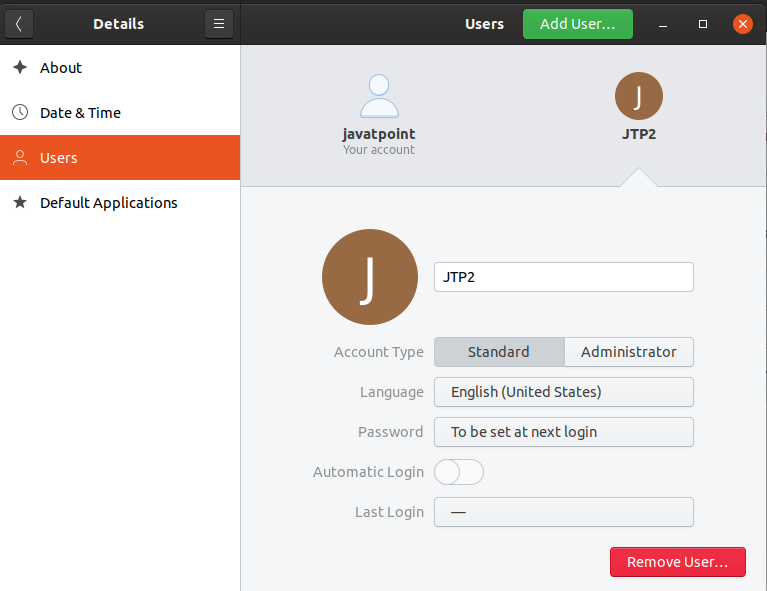 Details
Users
Add User...
About
Date & Time
Users
Default Applications
javatpoint
Your account
J
JTP2
J
JTP2
Account Type
Standard
Administrator
Language
English (United States)
Password
To be set at next login
Automatic Login
Last Login
—
Remove User...